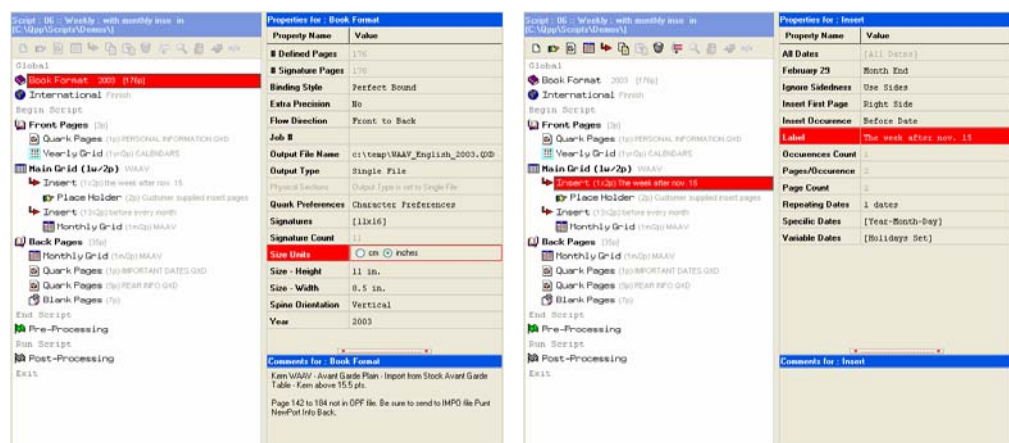 Script : 06 :: Weekly : with monthly inse in
[C:\Qpp\Scripts\Demos\]
Global
Book Format 2003 [176p]
International Finnish
Begin Script
Front Pages [3p]
Quark Pages (1p) PERSONAL INFORMATION.QXD
Yearly Grid (1yr/2p) CALENDARS
Main Grid (1w/2p) WAAV
Insert (1x2p) the week after nov. 15
Place Holder (2p) Customer supplied insert pages
Insert (13x2p) before every month
Monthly Grid (1m/2p) MAAV
Back Pages [35p]
Monthly Grid (1m/2p) MAAV
Quark Pages (1p) IMPORTANT DATES.QXD
Quark Pages (5p) REAR INFO.QXD
Blank Pages (7p)
End Script
Pre-Processing
Run Script
Post-Processing
Exit
Properties for : Book Format
Property Name Value
# Defined Pages 176
# Signature Pages 176
Binding Style Perfect Bound
Extra Precision No
Flow Direction Front to Back
Job #
Output File Name c:\temp\WAAV_English_2003.QXD
Output Type Single File
Physical Sections Output Type is set to Single File
Quark Preferences Character Preferences
Signatures [11x16]
Signature Count 11
Size Units cm inches
Size - Height 11 in.
Size - Width 8.5 in.
Spine Orientation Vertical
Year 2003
Comments for : Book Format
Kern WAAV - Avant Garde Plain - Import from Stock Avant Garde
Table - Kern above 15.5 pts.
Page 142 to 184 not in OPF file. Be sure to send to IMPO file Punt
NewPort Info Back.
Script : 06 :: Weekly : with monthly inse in
[C:\Qpp\Scripts\Demos\]
Global
Book Format 2003 [176p]
International Finnish
Begin Script
Front Pages [3p]
Quark Pages (1p) PERSONAL INFORMATION.QXD
Yearly Grid (1yr/2p) CALENDARS
Main Grid (1w/2p) WAAV
Insert (1x2p) The week after nov. 15
Place Holder (2p) Customer supplied insert pages
Insert (13x2p) before every month
Monthly Grid (1m/2p) MAAV
Back Pages [35p]
Monthly Grid (1m/2p) MAAV
Quark Pages (1p) IMPORTANT DATES.QXD
Quark Pages (5p) REAR INFO.QXD
Blank Pages (7p)
End Script
Pre-Processing
Run Script
Post-Processing
Exit
Properties for : Insert
Property Name Value
All Dates [All Dates]
February 29 Month End
Ignore Sidedness Use Sides
Insert First Page Right Side
Insert Occurence Before Date
Label The week after nov. 15
Occurences Count 1
Pages/Occurence 2
Page Count 2
Repeating Dates 1 dates
Specific Dates [Year-Month-Day]
Variable Dates [Holidays Set]
Comments for : Insert